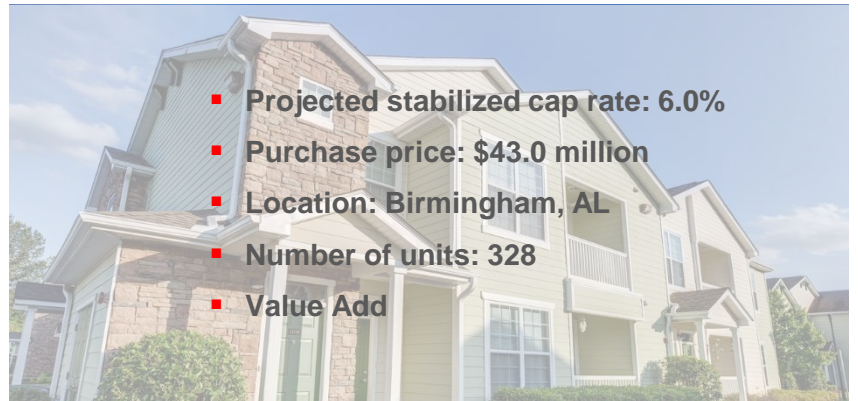 ▪ Projected stabilized cap rate: 6.0%
▪ Purchase price: $43.0 million
▪ Location: Birmingham, AL
▪ Number of units: 328
▪ Value Add